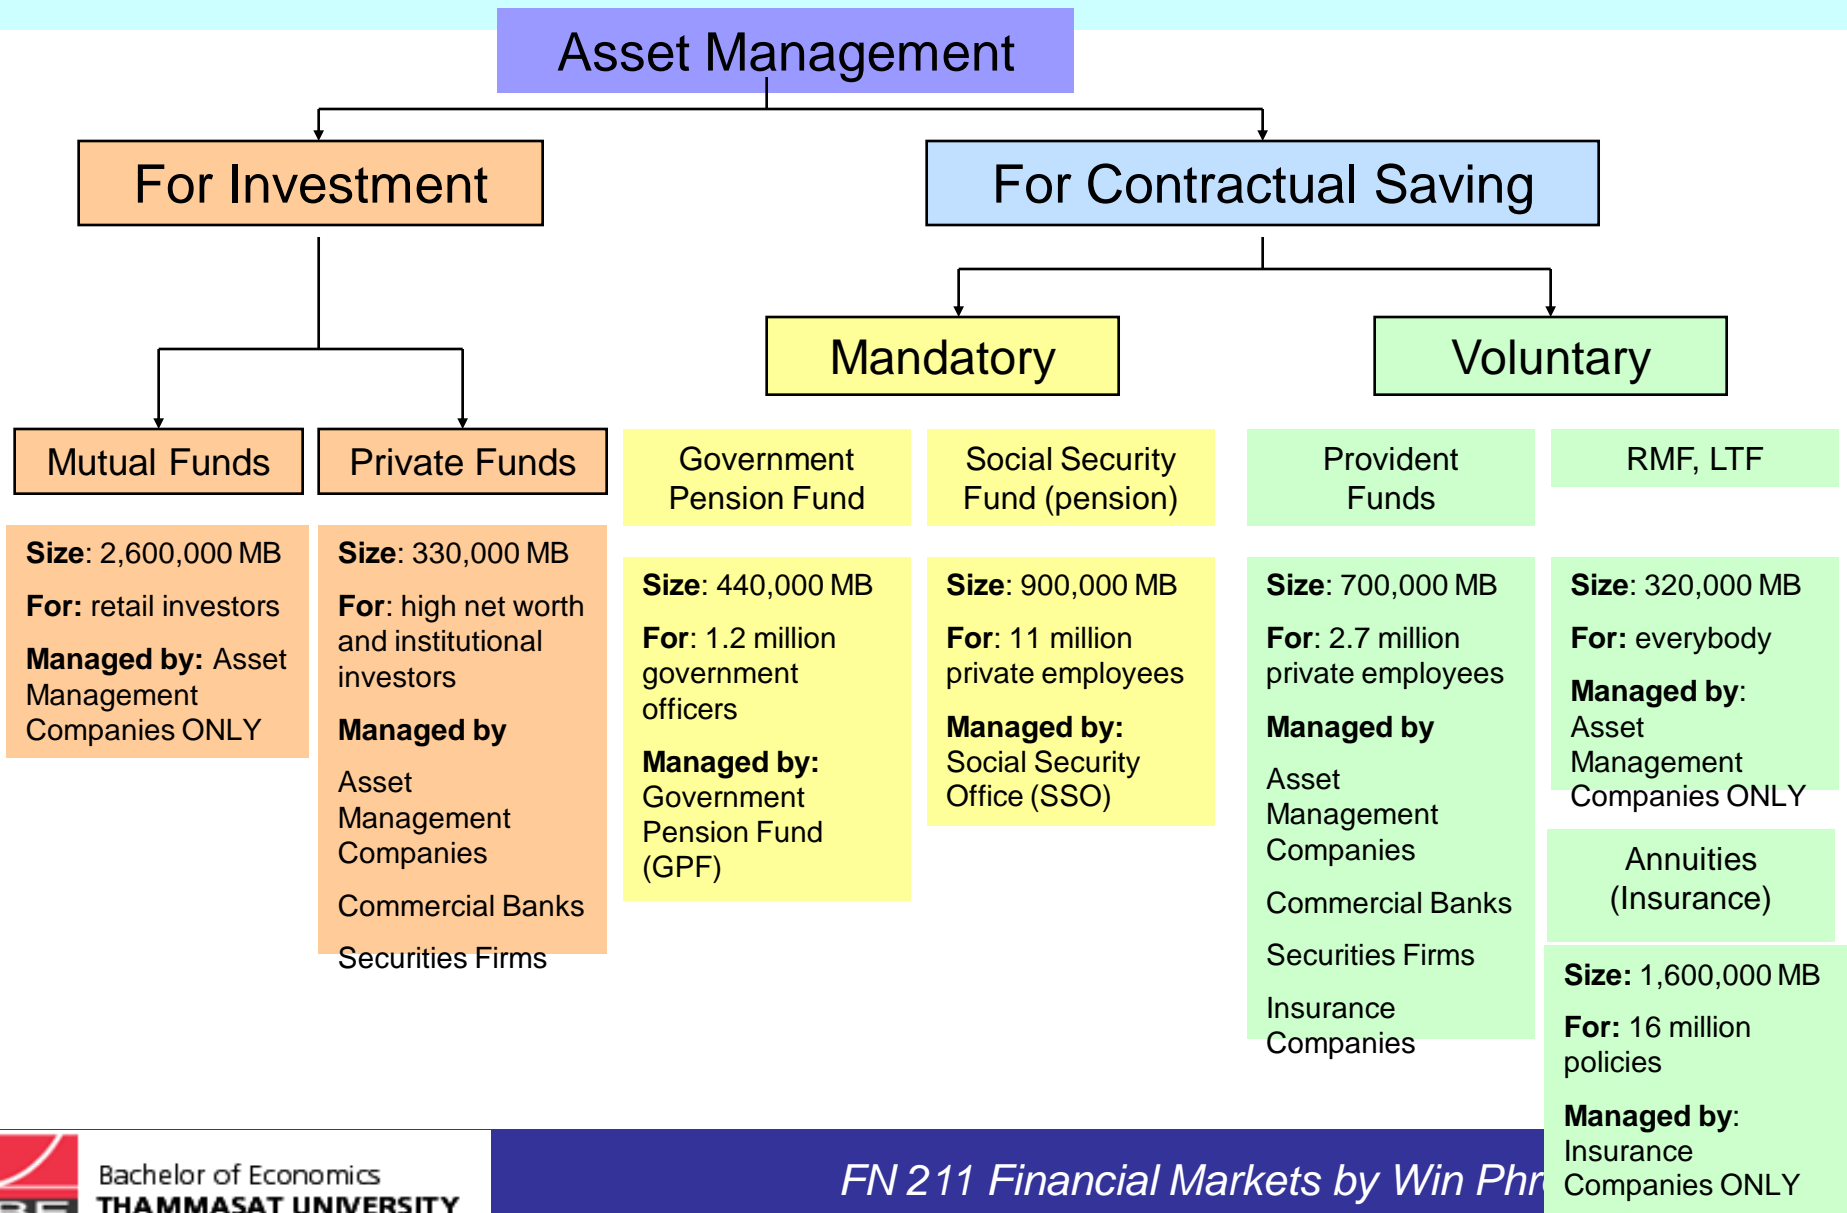 Asset Management
For Investment
For Contractual Saving
Mandatory
Voluntary
Mutual Funds
Private Funds
Government
Pension Fund
Social Security
Fund (pension)
Provident
Funds
RMF, LTF
Size: 2,600,000 MB
For: retail investors
Managed by: Asset
Management
Companies ONLY
Size: 330,000 MB
For: high net worth
and institutional
investors
Managed by
Asset
Management
Companies
Commercial Banks
Securities Firms
Size: 440,000 MB
For: 1.2 million
government
officers
Managed by:
Government
Pension Fund
(GPF)
Size: 900,000 MB
For: 11 million
private employees
Managed by:
Social Security
Office (SSO)
Size: 700,000 MB
For: 2.7 million
private employees
Managed by
Asset
Management
Companies
Commercial Banks
Securities Firms
Insurance
Companies
Size: 320,000 MB
For: everybody
Managed by:
Asset
Management
Companies ONLY
Annuities
(Insurance)
Size: 1,600,000 MB
For: 16 million
policies
Managed by:
Insurance
Companies ONLY
Bachelor of Economics
THAMMASAT UNIVERSITY
FN 211 Financial Markets by Win